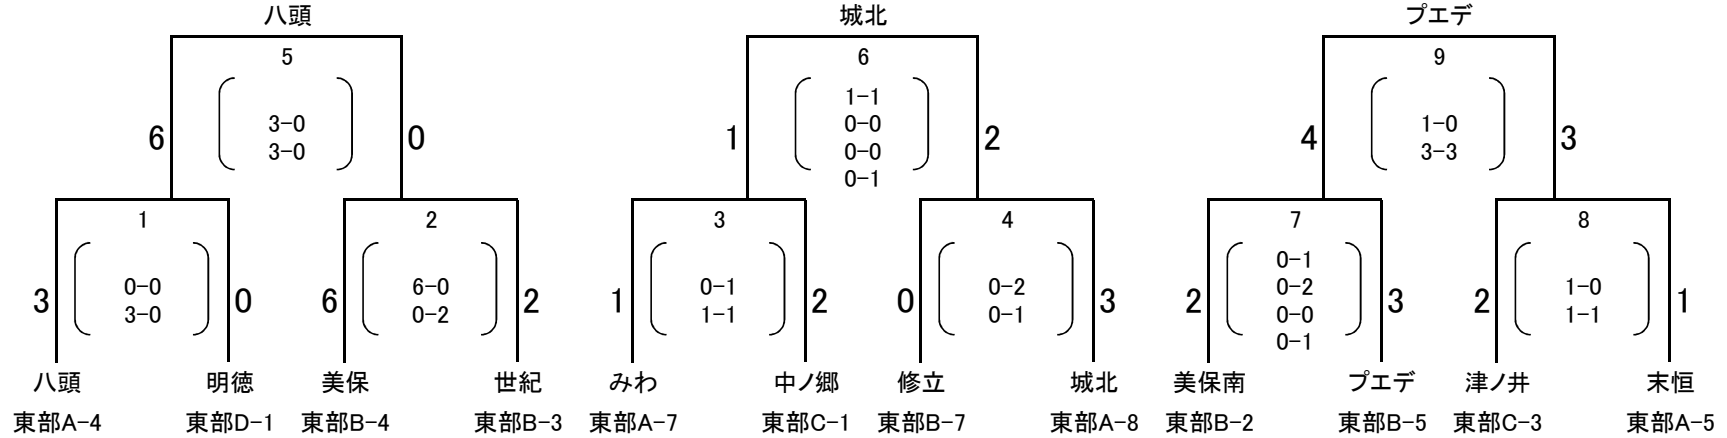 八頭 城北 プエデ
5 6 9
1-1
3-0 0-0 1-0
6 0 1 2 4 3
3-0 0-0 3-3
0-1
1 2 3 4 7 8
0-1
0-0 6-0 0-1 0-2 0-2 1-0
3 0 6 2 1 2 0 3 2 3 2 1
3-0 0-2 1-1 0-1 0-0 1-1
0-1
八頭 明徳 美保 世紀 みわ 中ノ郷 修立 城北 美保南 プエデ 津ノ井 末恒
東部A-4 東部D-1 東部B-4 東部B-3 東部A-7 東部C-1 東部B-7 東部A-8 東部B-2 東部B-5 東部C-3 東部A-5